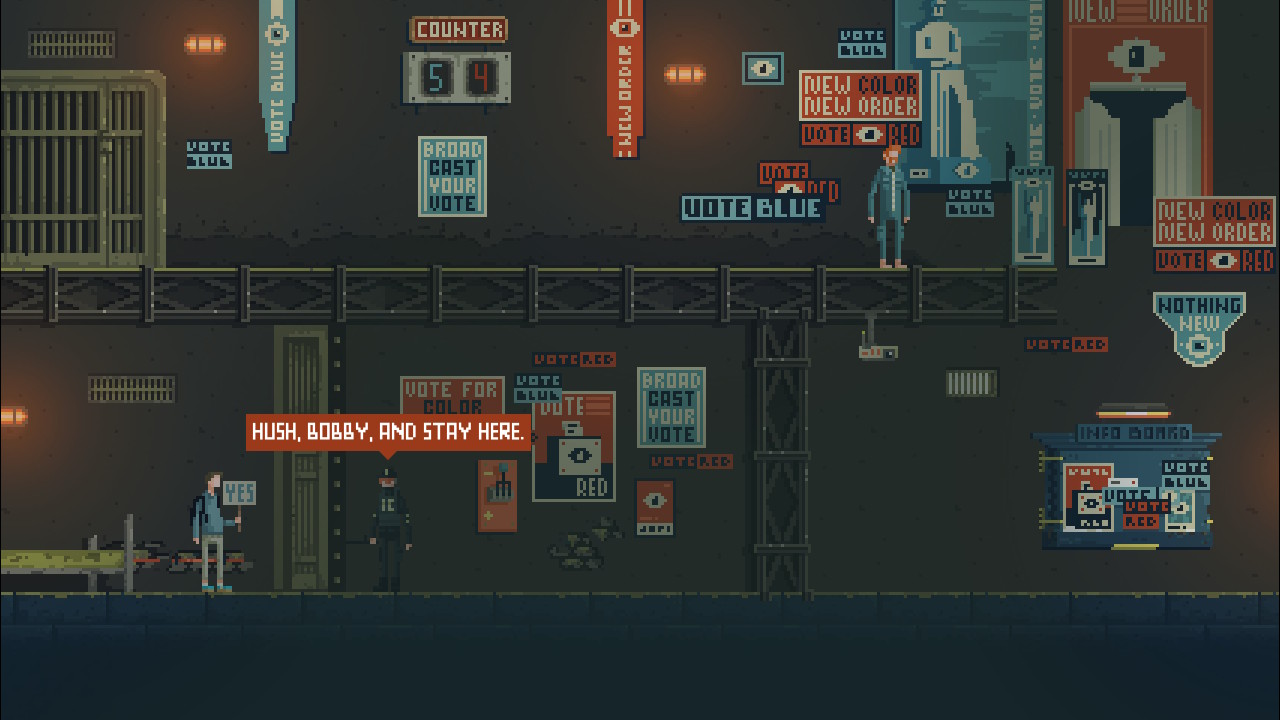 NEW ORDER
COUNTER
5 4
VOTE BLUE
NEW ORDER
VOTE
BLUE
NEW COLOR
NEW ORDER
VOTE RED
VOTE
BLUE
BROAD
CAST
YOUR
VOTE
VOTE
VOTE BLUE
VOTE
BLUE
NEW COLOR
NEW ORDER
VOTE RED
NOTHING
NEW
VOTE RED
VOTE RED
VOTE FOR
COLOR
VOTE
BLUE
VOTE
RED
BROAD
CAST
YOUR
VOTE
HUSH, BOBBY, AND STAY HERE.
VOTE RED
YES
INFO BOARD
VOTE
BLUE
VOTE
VOTE
RED